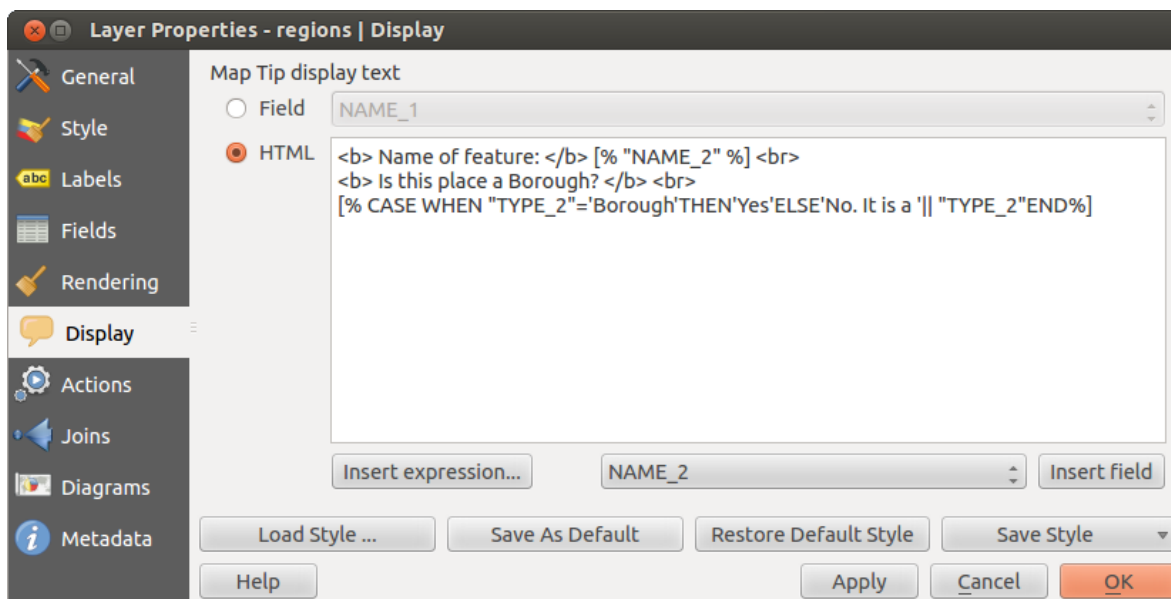 Layer Properties - regions | Display
General
Style
abc Labels
Fields
Rendering
Display
Actions
Joins
Diagrams
Metadata
Map Tip display text
Field NAME_1
HTML
<b> Name of feature: </b> [% "NAME_2" %] <br>
<b> Is this place a Borough? </b> <br>
[% CASE WHEN "TYPE_2"='Borough'THEN'Yes'ELSE'No. It is a '|| "TYPE_2"END%]
Insert expression... NAME_2 Insert field
Load Style ... Save As Default Restore Default Style Save Style
Help Apply Cancel OK